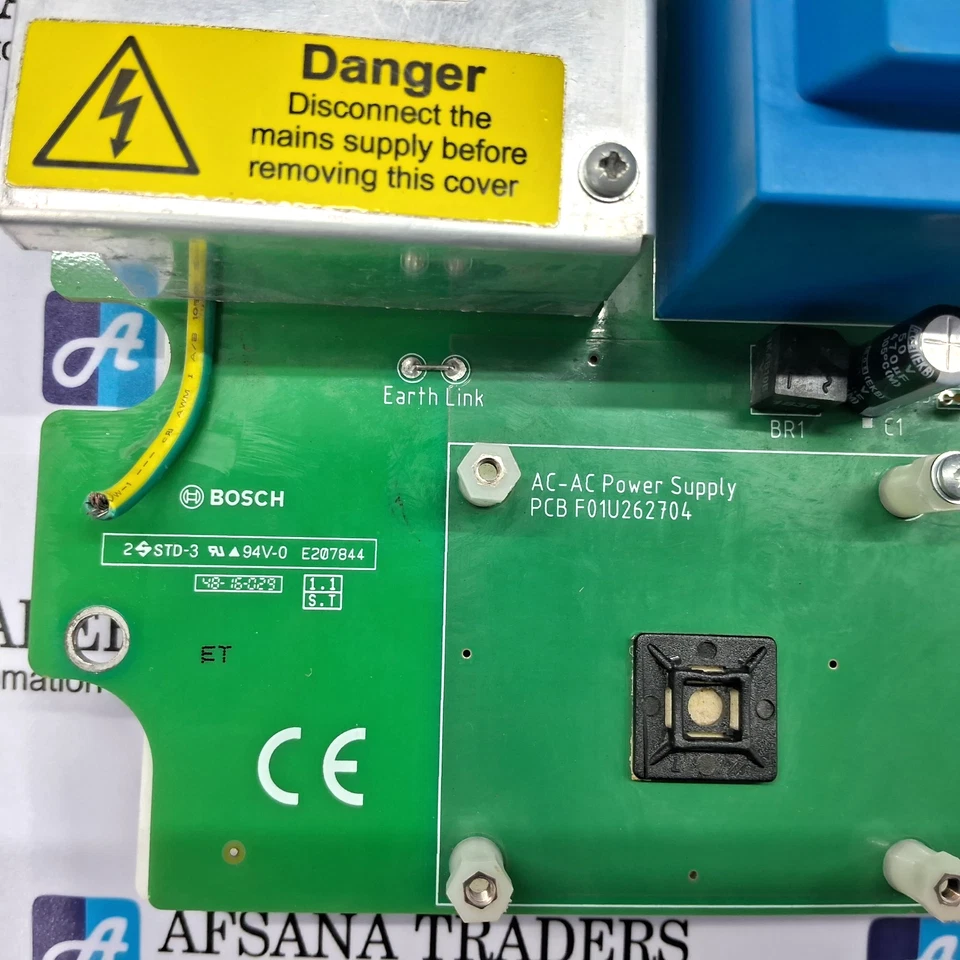 Danger
Disconnect the
mains supply before
removing this cover
Earth Link
BR1
C1
BOSCH
AC-AC Power Supply
PCB F01U262704
2 STD-3 94V-0 E207844
48-16-029
1.1
S.T
ET
CE
mation
AFSANA TRADERS